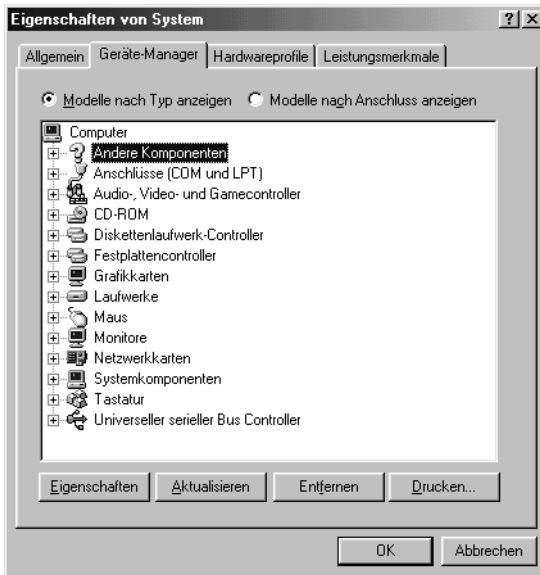 Eigenschaften von System
Allgemein Geräte-Manager Hardwareprofile Leistungsmerkmale
Modelle nach Typ anzeigen Modelle nach Anschluss anzeigen
Computer
Andere Komponenten
Anschlüsse (COM und LPT)
Audio-, Video- und Gamecontroller
CD-ROM
Diskettenlaufwerk-Controller
Festplattencontroller
Grafikkarten
Laufwerke
Maus
Monitore
Netzwerkkarten
Systemkomponenten
Tastatur
Universeller serieller Bus Controller
Eigenschaften Aktualisieren Entfernen Drucken...
OK Abbrechen